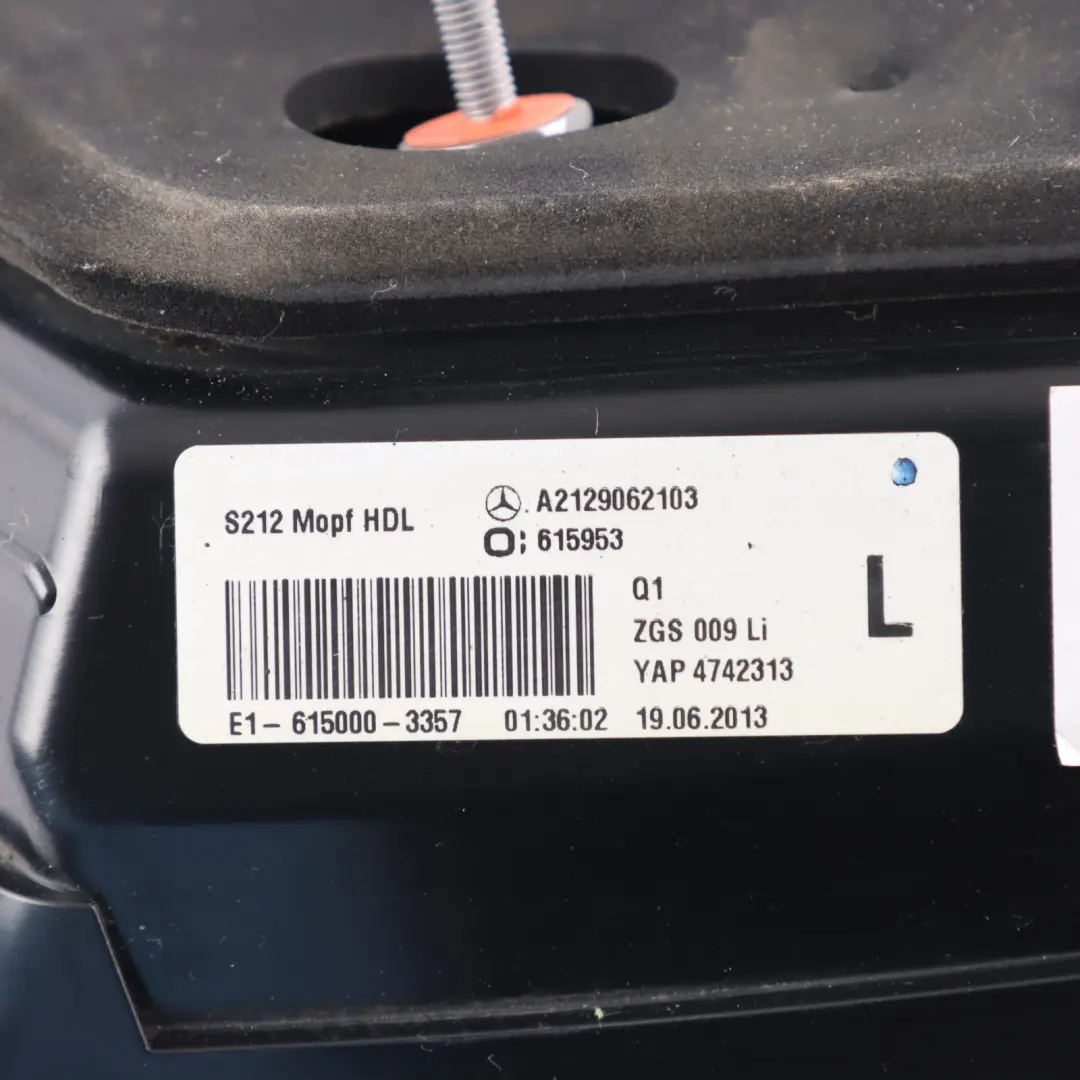 S212 Mopf HDL
A2129062103
O; 615953
Q1
L
ZGS 009 Li
YAP 4742313
E1-615000-3357 01:36:02 19.06.2013